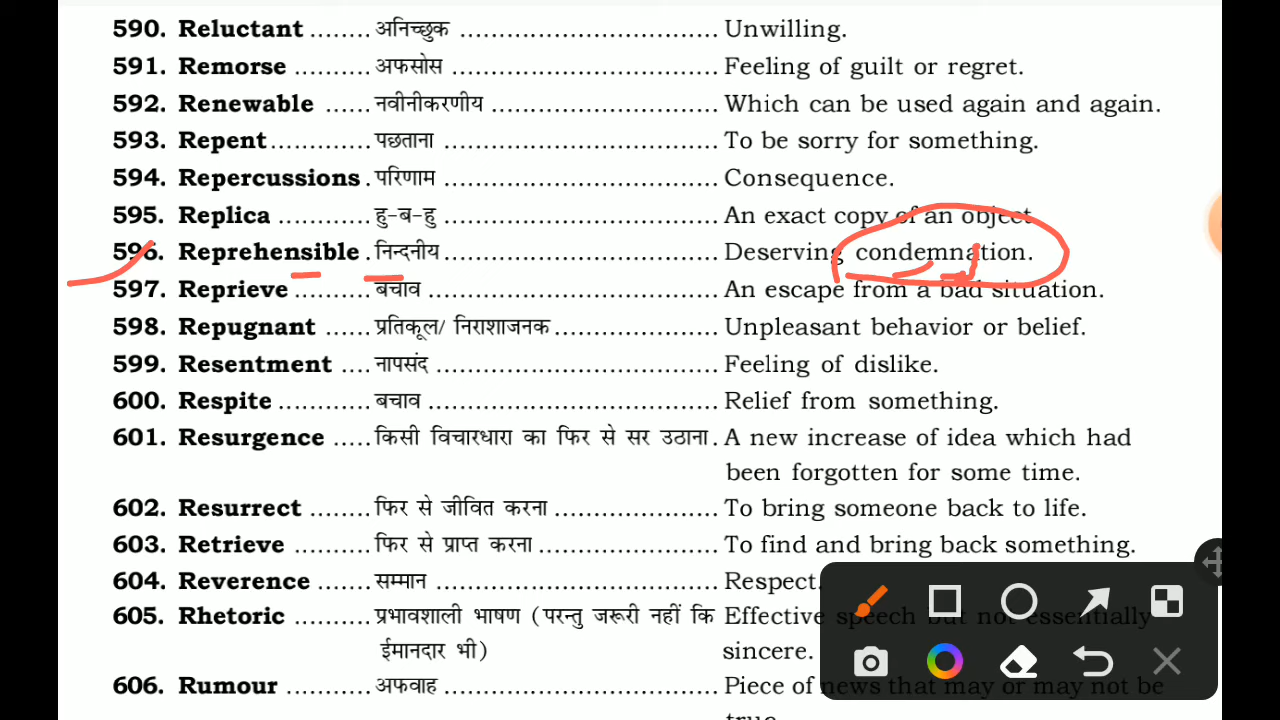 590. Reluctant ........ अनिच्छुक .................................. Unwilling.
591. Remorse .......... अफसोस .................................... Feeling of guilt or regret.
592. Renewable ...... नवीनीकरणीय .............................. Which can be used again and again.
593. Repent ............. पछताना .................................... To be sorry for something.
594. Repercussions . परिणाम .................................... Consequence.
595. Replica ............ हु-ब-हु .................................... An exact copy of an object
596. Reprehensible . निन्दनीय .................................... Deserving condemnation.
597. Reprieve .......... बचाव ...................................... An escape from a bad situation.
598. Repugnant ....... प्रतिकूल/ निराशाजनक ...................... Unpleasant behavior or belief.
599. Resentment .... नापसंद ..................................... Feeling of dislike.
600. Respite ............ बचाव ...................................... Relief from something.
601. Resurgence ..... किसी विचारधारा का फिर से सर उठाना . A new increase of idea which had
been forgotten for some time.
602. Resurrect ........ फिर से जीवित करना ...................... To bring someone back to life.
603. Retrieve .......... फिर से प्राप्त करना ........................ To find and bring back something.
604. Reverence ....... सम्मान ..................................... Respect.
605. Rhetoric ........... प्रभावशाली भाषण (परन्तु जरूरी नहीं कि Effective speech but not essentially
ईमानदार भी) sincere.
606. Rumour ........... अफवाह .................................... Piece of news that may or may not be
true.